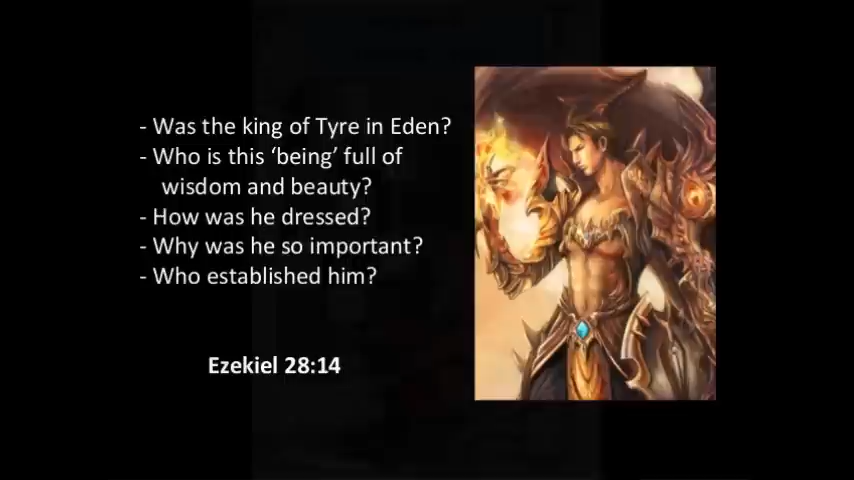 - Was the king of Tyre in Eden?
- Who is this ‘being’ full of
wisdom and beauty?
- How was he dressed?
- Why was he so important?
- Who established him?
Ezekiel 28:14